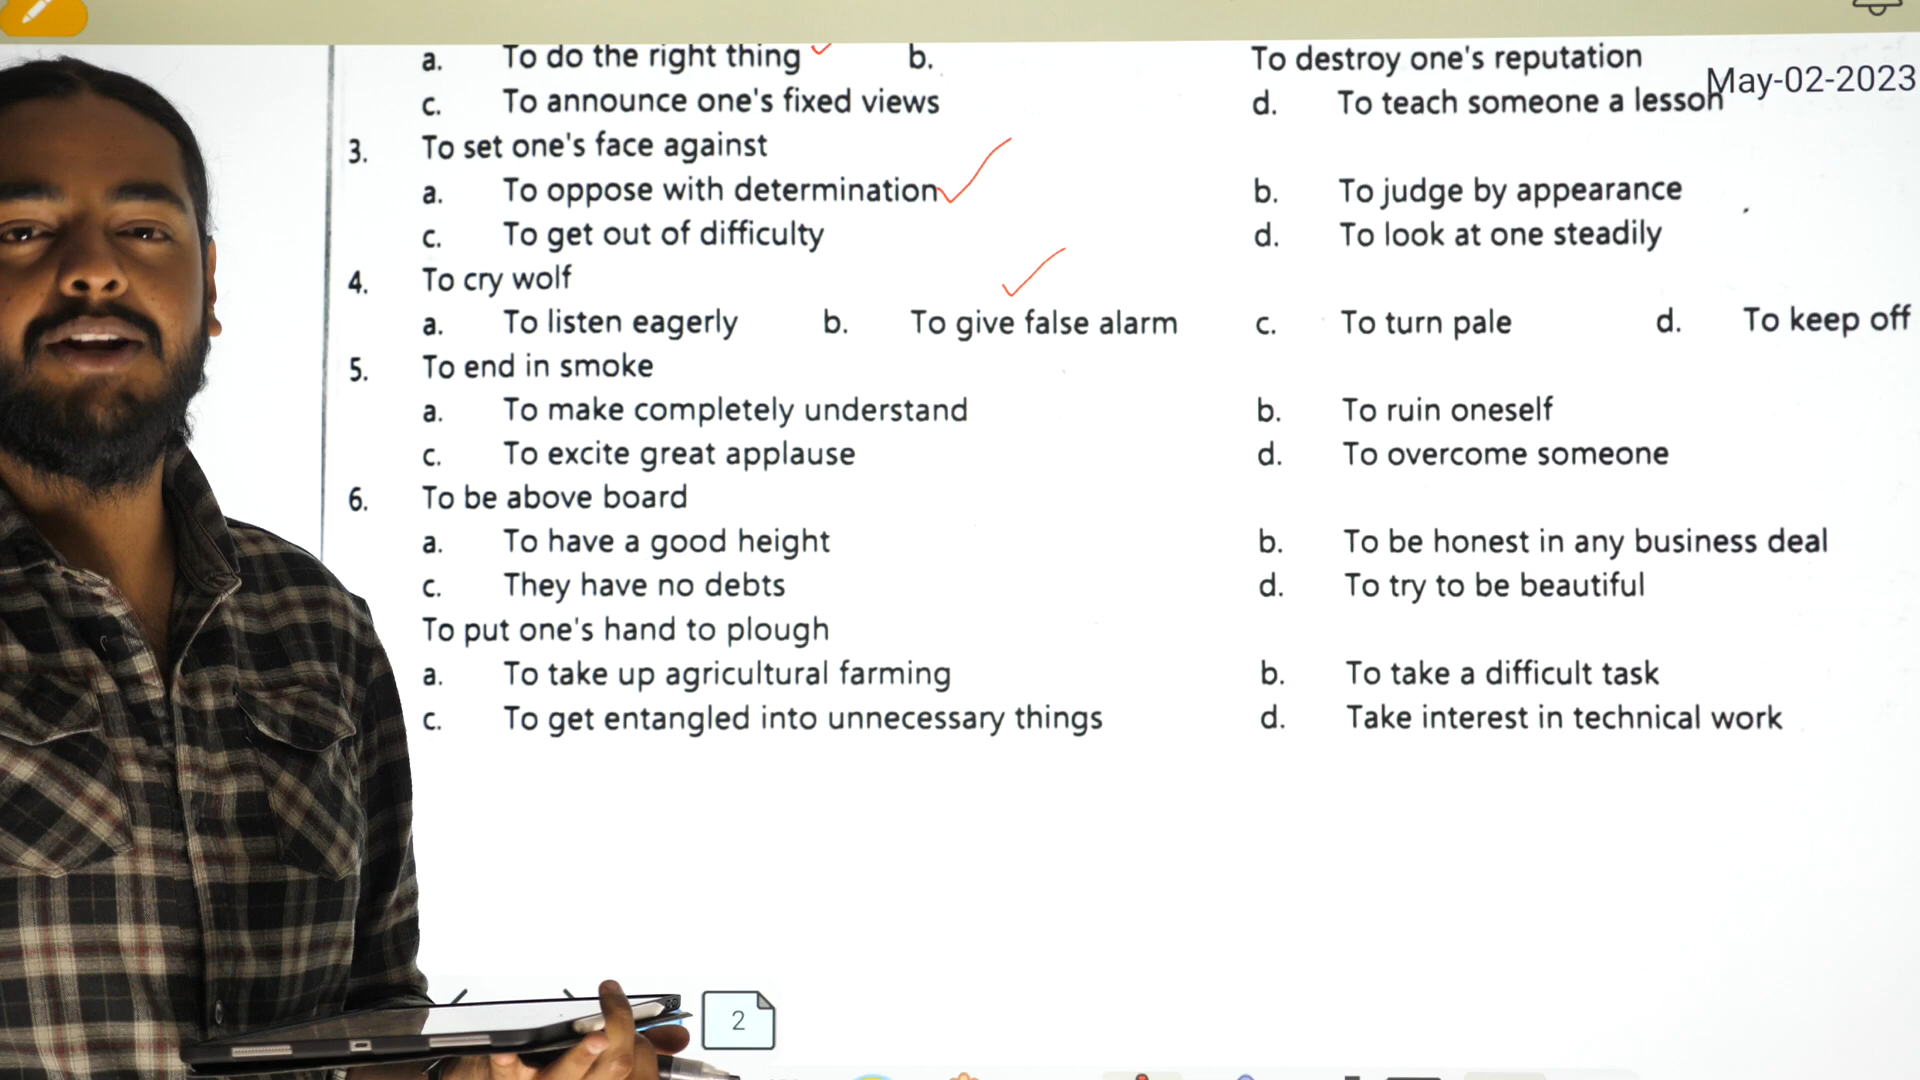 a. To do the right thing b. To destroy one's reputation
May-02-2023
c. To announce one's fixed views d. To teach someone a lesson
3. To set one's face against
a. To oppose with determination b. To judge by appearance
c. To get out of difficulty d. To look at one steadily
4. To cry wolf
a. To listen eagerly b. To give false alarm c. To turn pale d. To keep off
5. To end in smoke
a. To make completely understand b. To ruin oneself
c. To excite great applause d. To overcome someone
6. To be above board
a. To have a good height b. To be honest in any business deal
c. They have no debts d. To try to be beautiful
To put one's hand to plough
a. To take up agricultural farming b. To take a difficult task
c. To get entangled into unnecessary things d. Take interest in technical work
2